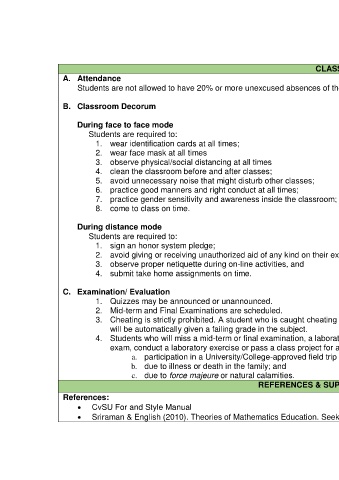 CLASS
A. Attendance
Students are not allowed to have 20% or more unexcused absences of th
B. Classroom Decorum
During face to face mode
Students are required to:
1. wear identification cards at all times;
2. wear face mask at all times
3. observe physical/social distancing at all times
4. clean the classroom before and after classes;
5. avoid unnecessary noise that might disturb other classes;
6. practice good manners and right conduct at all times;
7. practice gender sensitivity and awareness inside the classroom;
8. come to class on time.
During distance mode
Students are required to:
1. sign an honor system pledge;
2. avoid giving or receiving unauthorized aid of any kind on their ex
3. observe proper netiquette during on-line activities, and
4. submit take home assignments on time.
C. Examination/ Evaluation
1. Quizzes may be announced or unannounced.
2. Mid-term and Final Examinations are scheduled.
3. Cheating is strictly prohibited. A student who is caught cheating
will be automatically given a failing grade in the subject.
4. Students who will miss a mid-term or final examination, a laborat
exam, conduct a laboratory exercise or pass a class project for a
a. participation in a University/College-approved field trip
b. due to illness or death in the family; and
c. due to force majeure or natural calamities.
REFERENCES & SUP
References:
• CvSU For and Style Manual
• Sriraman & English (2010). Theories of Mathematics Education. Seek